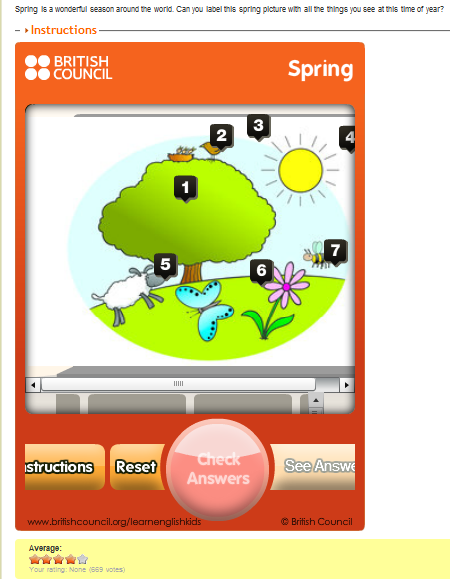 Spring is a wonderful season around the world. Can you label this spring picture with all the things you see at this time of year?
Instructions
BRITISH
COUNCIL
Spring
2
3
4
1
5
6
7
structions
Reset
Check
Answers
See Answe
www.britishcouncil.org/learnenglishkids
© British Council
Average:
Your rating: None (669 votes)